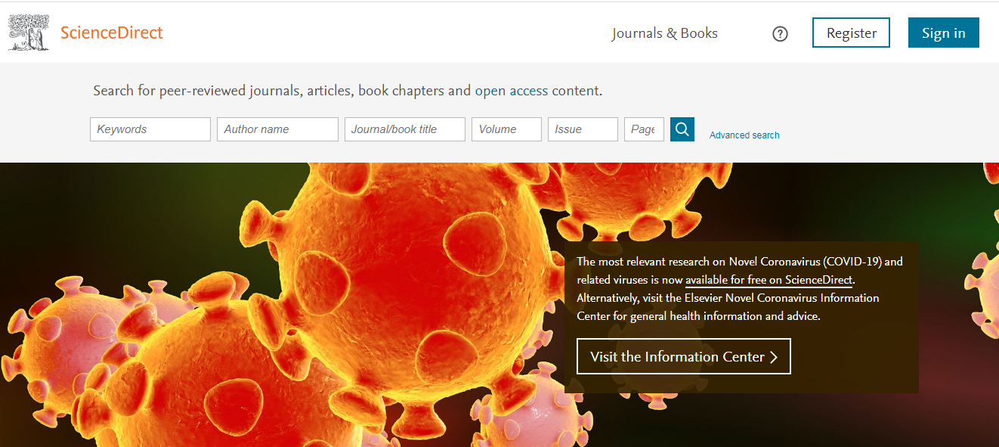 ScienceDirect
Journals & Books
?
Register
Sign in
Search for peer-reviewed journals, articles, book chapters and open access content.
Keywords
Author name
Journal/book title
Volume
Issue
Page
Advanced search
The most relevant research on Novel Coronavirus (COVID-19) and
related viruses is now available for free on ScienceDirect.
Alternatively, visit the Elsevier Novel Coronavirus Information
Center for general health information and advice.
Visit the Information Center